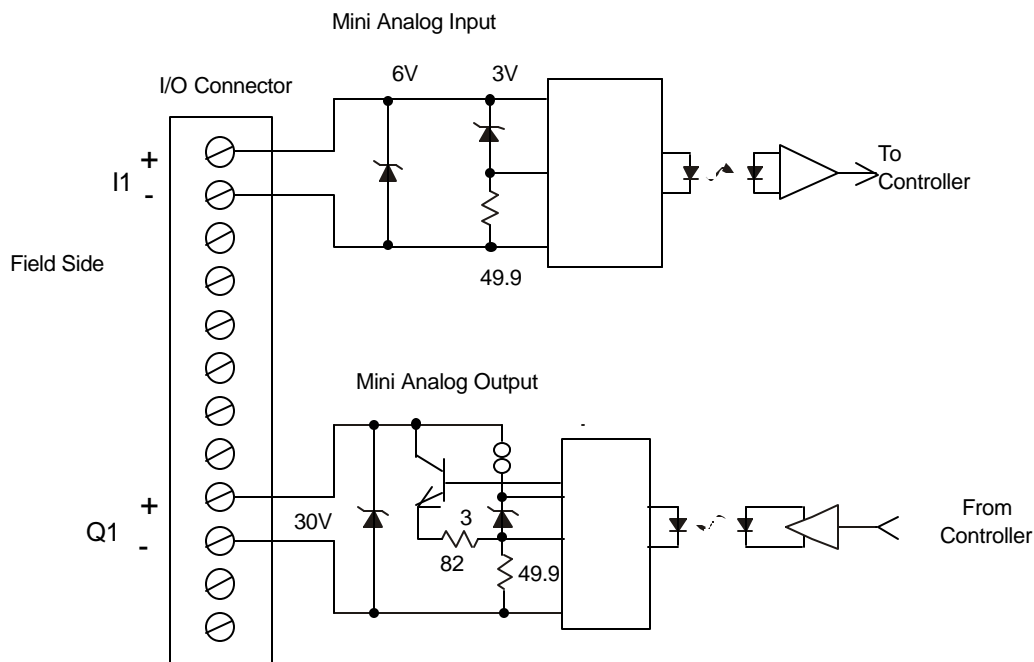 Mini Analog Input
6V
3V
I/O Connector
+
I1
-
To
Controller
Field Side
49.9
Mini Analog Output
-
+
Q1
-
30V
3
82
49.9
From
Controller